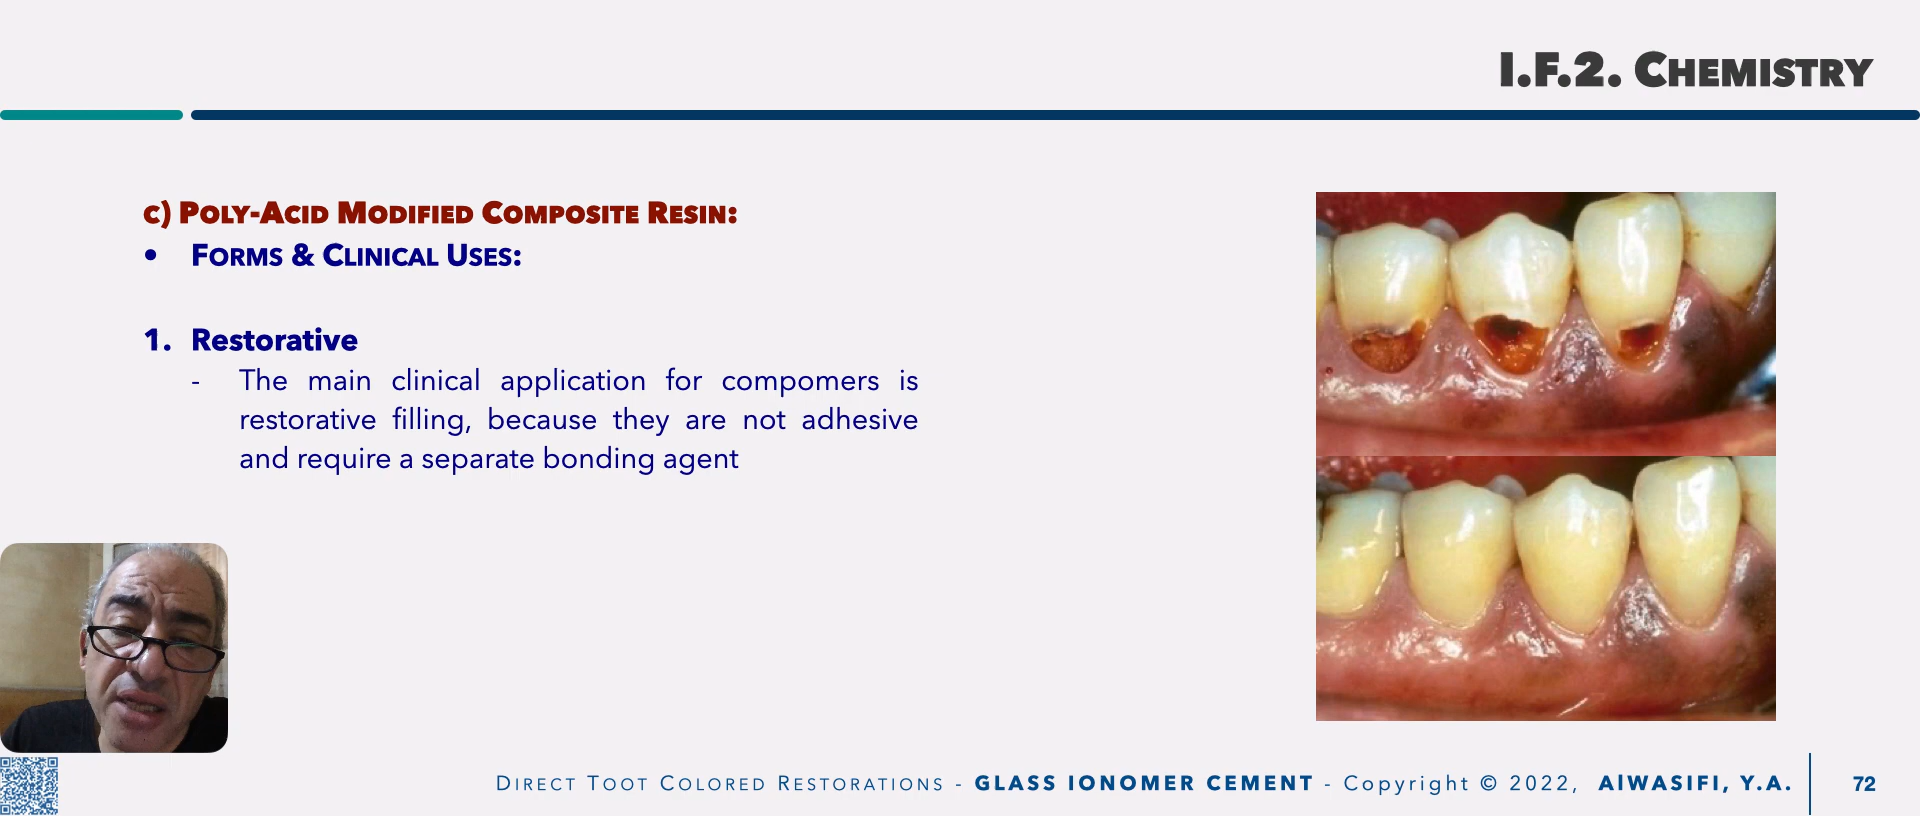 I.F.2. CHEMISTRY
c) POLY-ACID MODIFIED COMPOSITE RESIN:
• FORMS & CLINICAL USES:
1. Restorative
- The main clinical application for compomers is
restorative filling, because they are not adhesive
and require a separate bonding agent
DIRECT TOOT COLORED RESTORATIONS - GLASS IONOMER CEMENT - Copyright © 2022, AlWASIFI, Y.A. 72